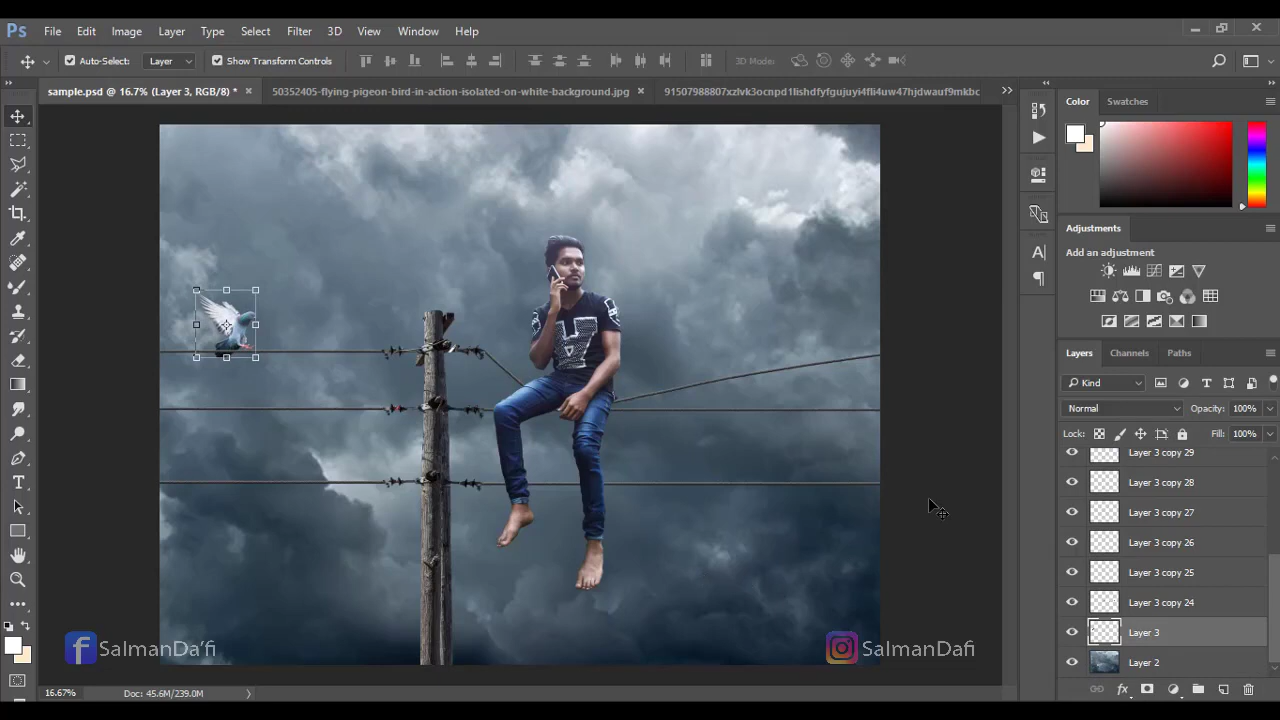 Ps File Edit Image Layer Type Select Filter 3D View Window Help
Auto-Select: Layer Show Transform Controls 3D Mode:
sample.psd @ 16.7% (Layer 3, RGB/8) * × 50352405-flying-pigeon-bird-in-action-isolated-on-white-background.jpg ×
Color Swatches
Adjustments
Add an adjustment
Layers Channels Paths
Kind
Normal Opacity: 100%
Lock: Fill: 100%
Layer 3 copy 29
Layer 3 copy 28
Layer 3 copy 27
Layer 3 copy 26
Layer 3 copy 25
Layer 3 copy 24
Layer 3
Layer 2
f SalmanDa'fi
SalmanDafi
16.67% Doc: 45.6M/239.0M